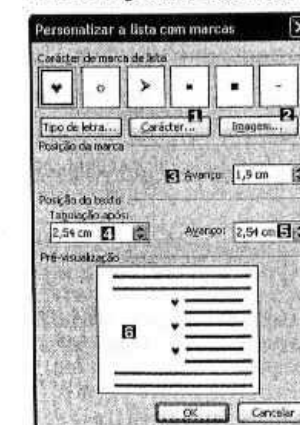 Personalizar a lista com marcas
Carácter de marca de lista
1 2
Tipo de letra... Carácter... Imagem...
Posição da marca
3 Avanço: 1,9 cm
Posição do texto
Tabulação após:
2,54 cm 4 Avanço: 2,54 cm 5
Pré-visualização
6
OK Cancelar